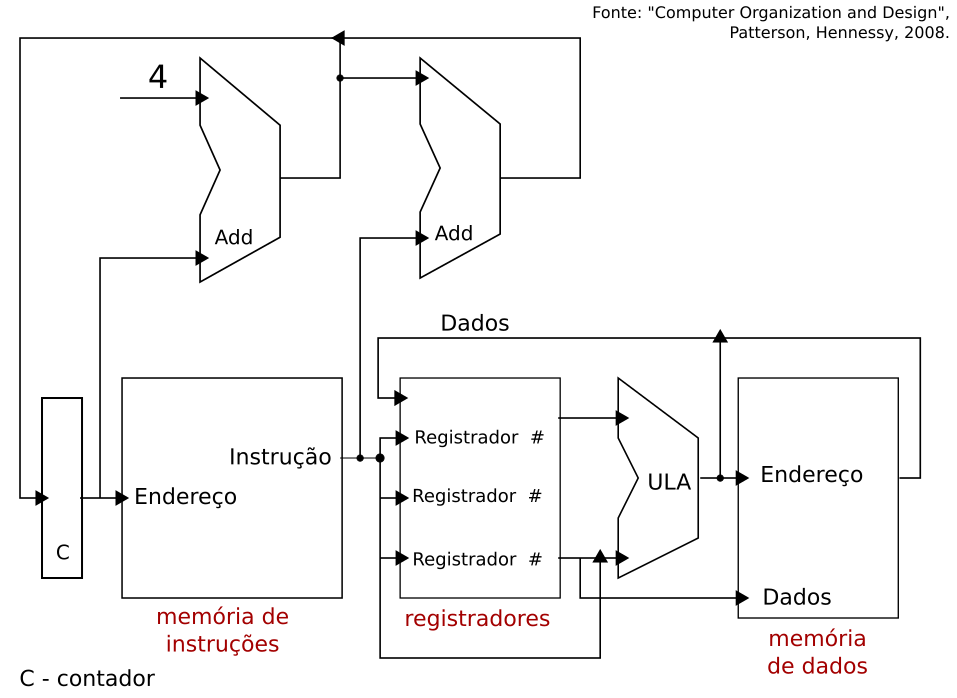 Fonte: "Computer Organization and Design",
Patterson, Hennessy, 2008.
4
Add
Add
Dados
Instrução
Endereço
C
Registrador #
Registrador #
Registrador #
ULA
Endereço
Dados
memória de
instruções
registradores
memória
de dados
C - contador